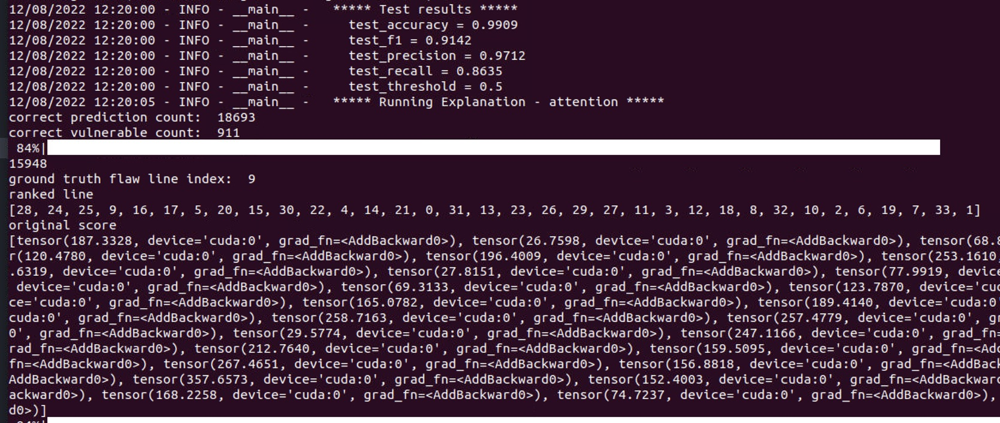 12/08/2022 12:20:00 - INFO - __main__ -   ***** Test results *****
12/08/2022 12:20:00 - INFO - __main__ -     test_accuracy = 0.9909
12/08/2022 12:20:00 - INFO - __main__ -     test_f1 = 0.9142
12/08/2022 12:20:00 - INFO - __main__ -     test_precision = 0.9712
12/08/2022 12:20:00 - INFO - __main__ -     test_recall = 0.8635
12/08/2022 12:20:00 - INFO - __main__ -     test_threshold = 0.5
12/08/2022 12:20:05 - INFO - __main__ -   ***** Running Explanation - attention *****
correct prediction count:  18693
correct vulnerable count:  911
84%|
15948
ground truth flaw line index:  9
ranked line
[28, 24, 25, 9, 16, 17, 5, 20, 15, 30, 22, 4, 14, 21, 0, 31, 13, 23, 26, 29, 27, 11, 3, 12, 18, 8, 32, 10, 2, 6, 19, 7, 33, 1]
original score
[tensor(187.3328, device='cuda:0', grad_fn=<AddBackward0>), tensor(26.7598, device='cuda:0', grad_fn=<AddBackward0>), tensor(68.8
r(120.4780, device='cuda:0', grad_fn=<AddBackward0>), tensor(196.4009, device='cuda:0', grad_fn=<AddBackward0>), tensor(253.1610,
.6319, device='cuda:0', grad_fn=<AddBackward0>), tensor(27.8151, device='cuda:0', grad_fn=<AddBackward0>), tensor(77.9919, device
device='cuda:0', grad_fn=<AddBackward0>), tensor(69.3133, device='cuda:0', grad_fn=<AddBackward0>), tensor(123.7870, device='cud
ce='cuda:0', grad_fn=<AddBackward0>), tensor(165.0782, device='cuda:0', grad_fn=<AddBackward0>), tensor(189.4140, device='cuda:0'
cuda:0', grad_fn=<AddBackward0>), tensor(258.7163, device='cuda:0', grad_fn=<AddBackward0>), tensor(257.4779, device='cuda:0', gr
0', grad_fn=<AddBackward0>), tensor(29.5774, device='cuda:0', grad_fn=<AddBackward0>), tensor(247.1166, device='cuda:0', grad_fn=
rad_fn=<AddBackward0>), tensor(212.7640, device='cuda:0', grad_fn=<AddBackward0>), tensor(159.5095, device='cuda:0', grad_fn=<Add
fn=<AddBackward0>), tensor(267.4651, device='cuda:0', grad_fn=<AddBackward0>), tensor(156.8818, device='cuda:0', grad_fn=<AddBack
AddBackward0>), tensor(357.6573, device='cuda:0', grad_fn=<AddBackward0>), tensor(152.4003, device='cuda:0', grad_fn=<AddBackward
ackward0>), tensor(168.2258, device='cuda:0', grad_fn=<AddBackward0>), tensor(74.7237, device='cuda:0', grad_fn=<AddBackward0>),
d0>)]